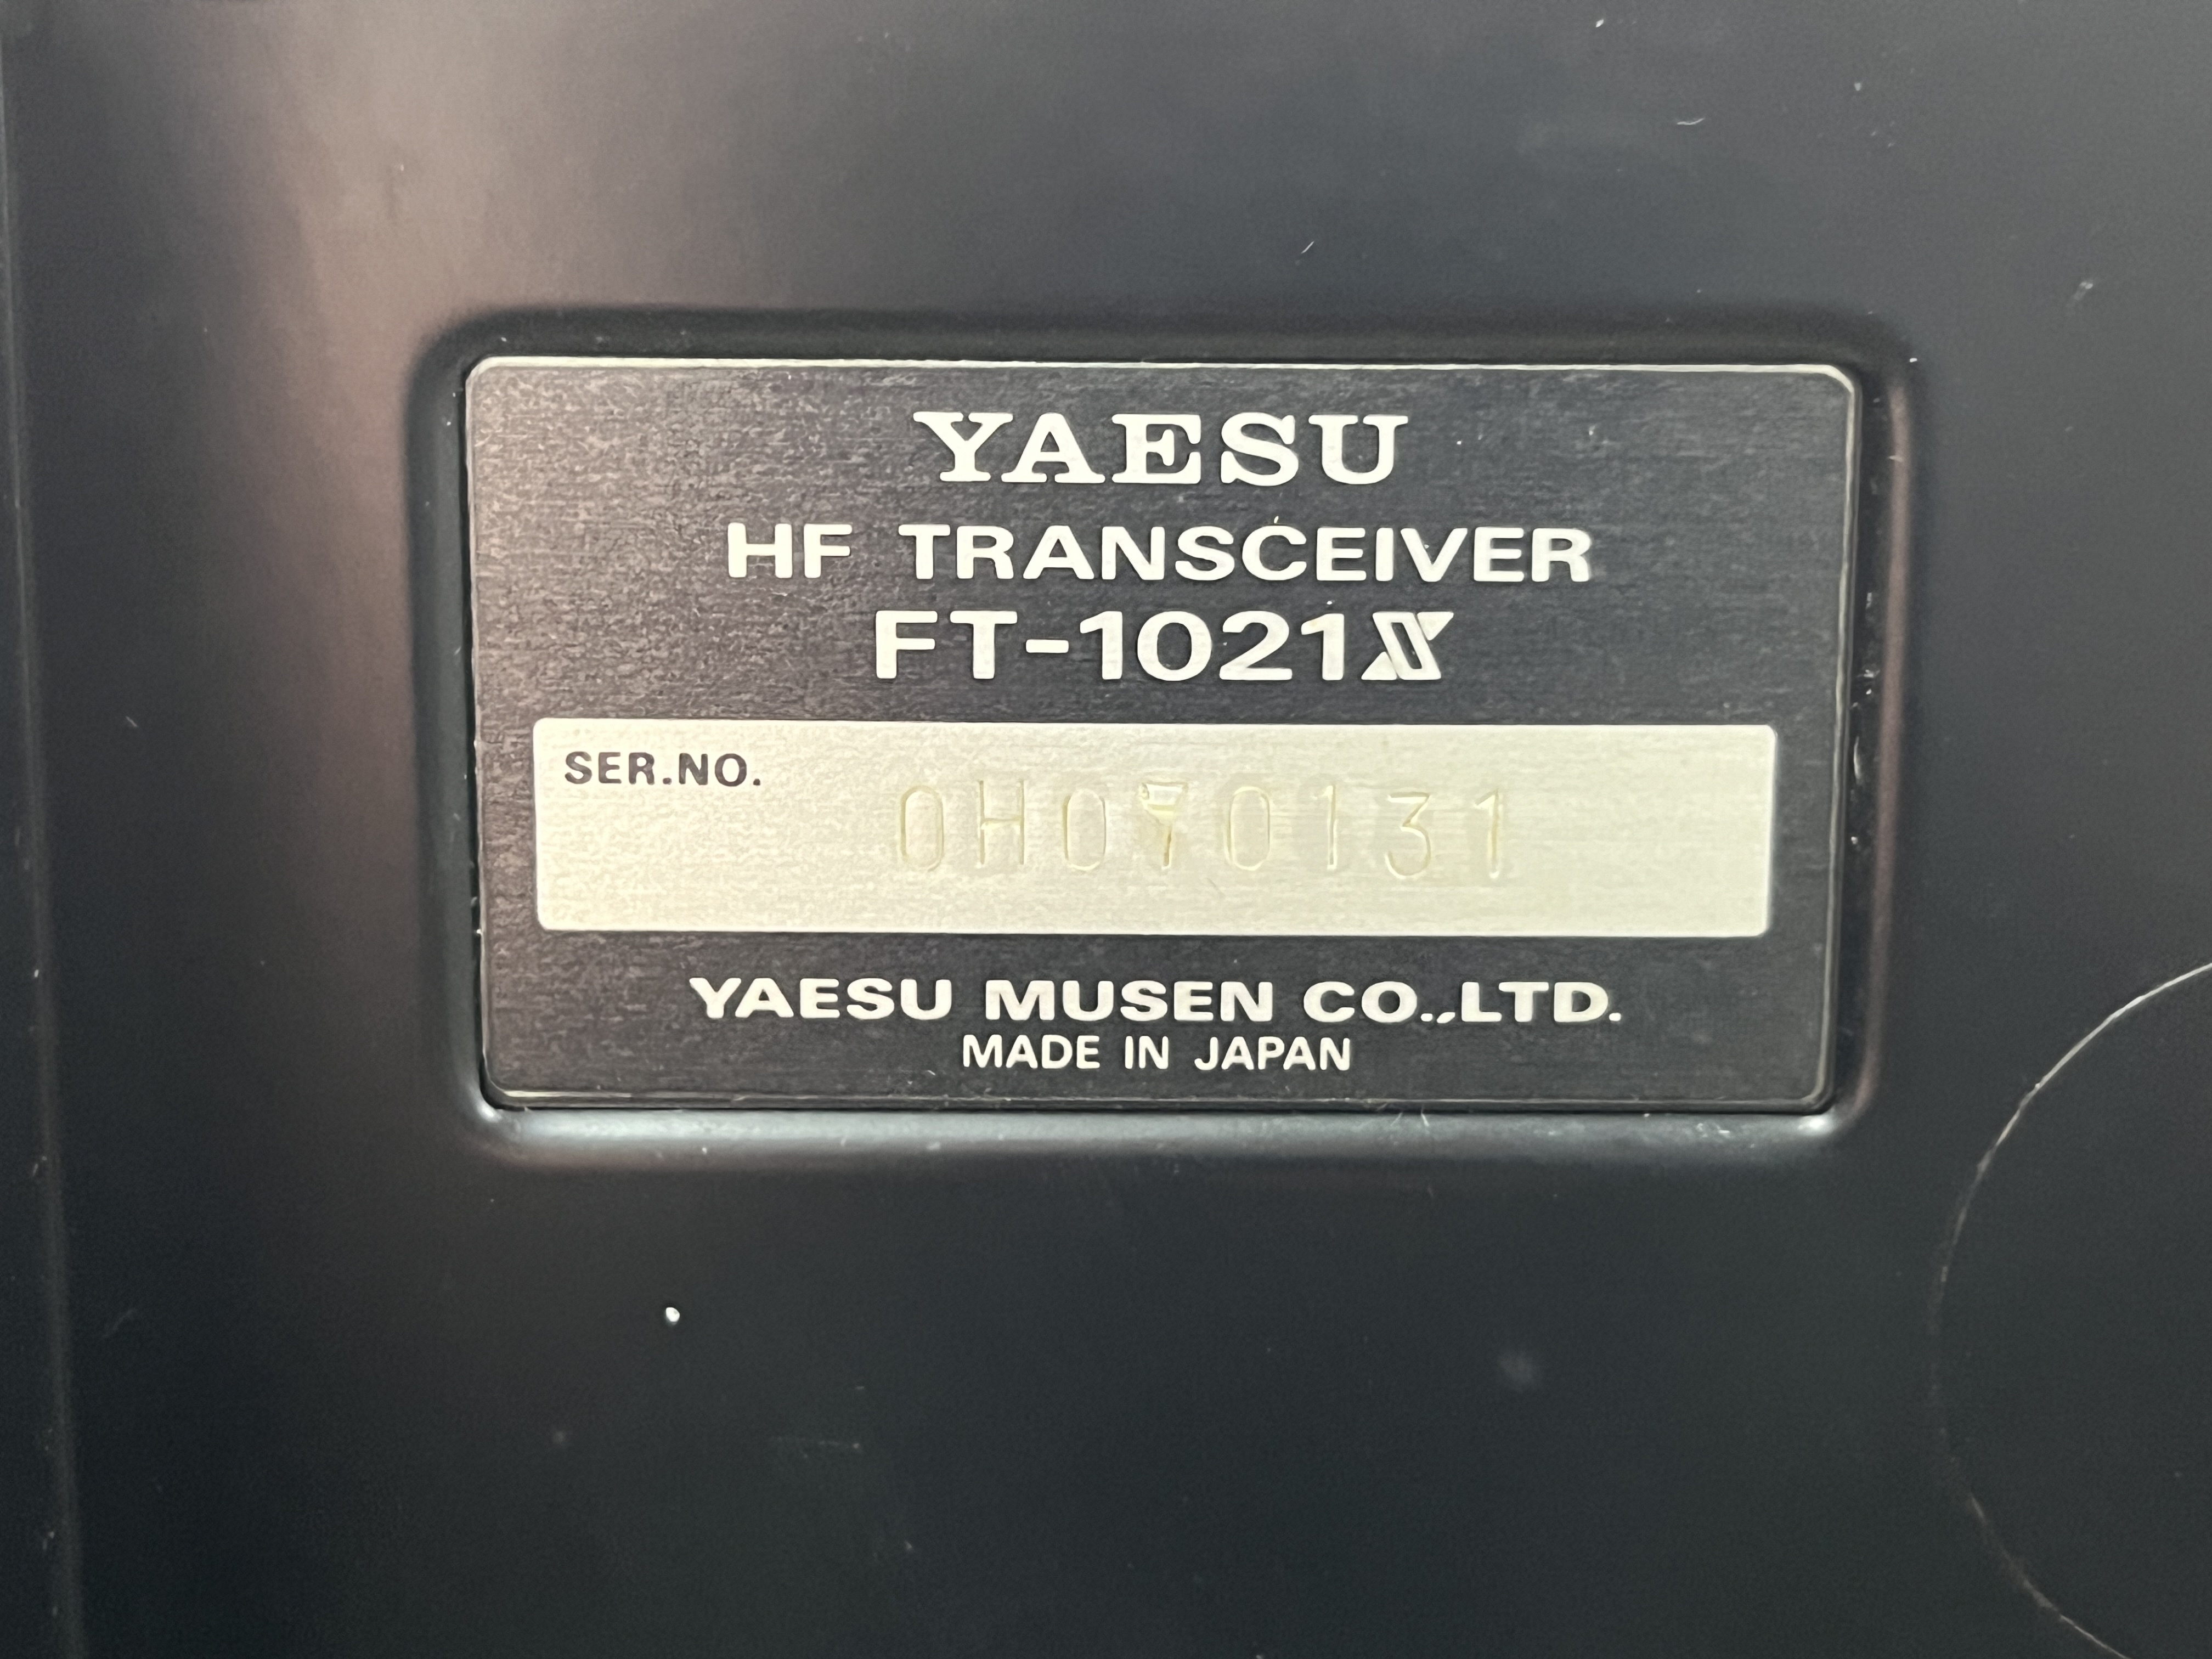 YAESU
HF TRANSCEIVER
FT-1021X
SER.NO.
YAESU MUSEN CO.,LTD.
MADE IN JAPAN